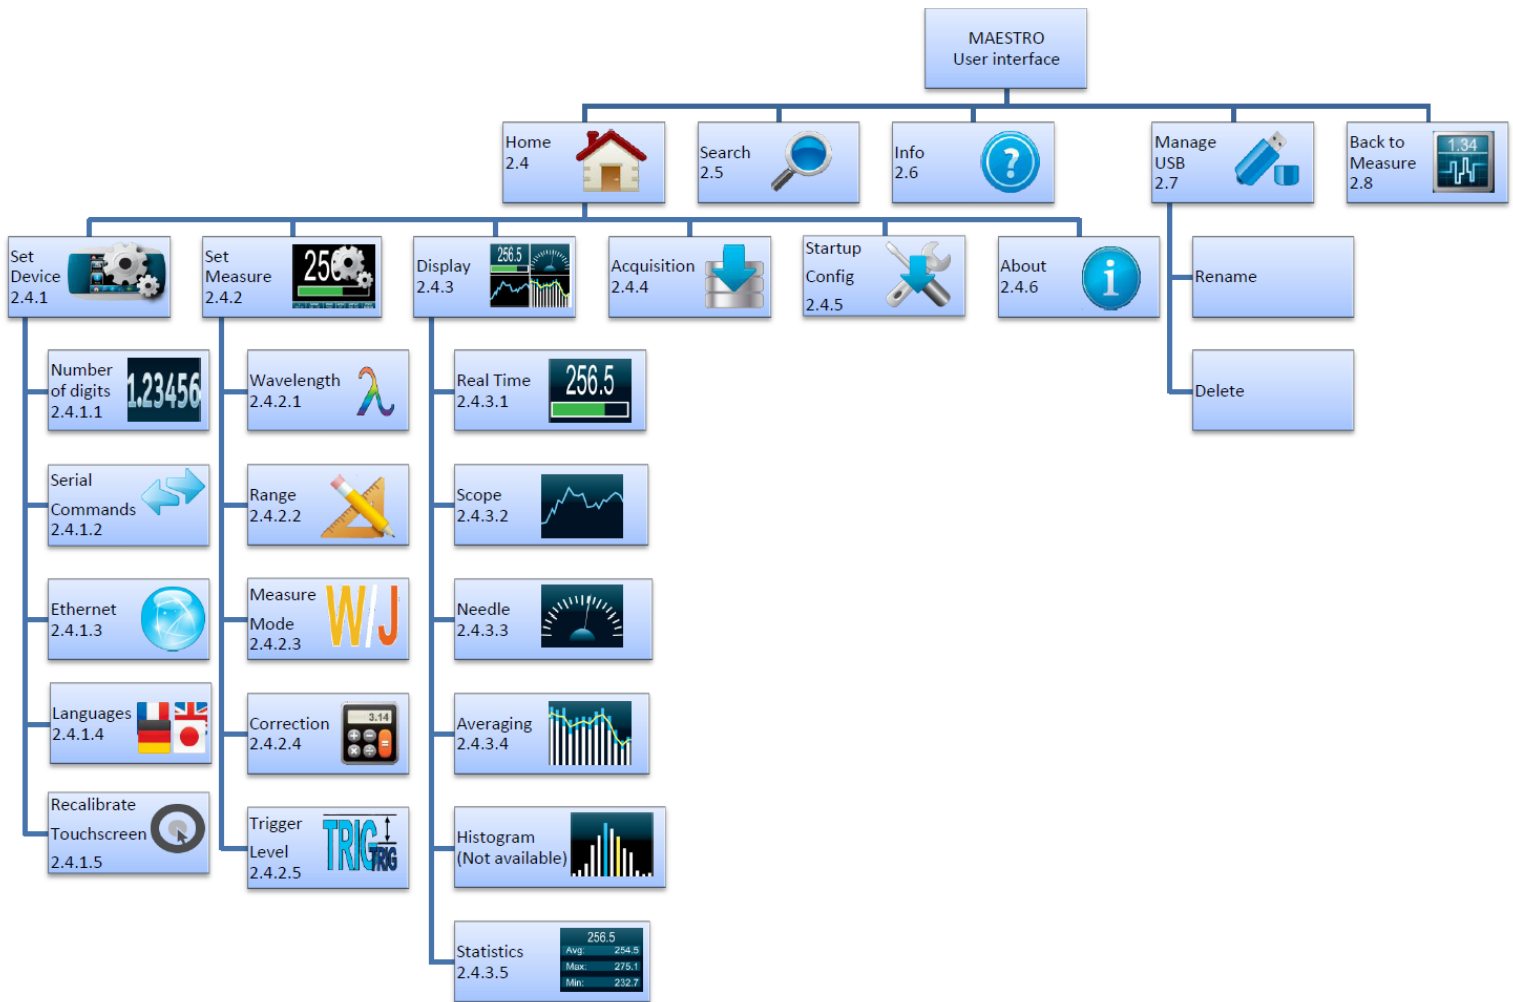 MAESTRO
User interface
Home
2.4
Search
2.5
Info
2.6
?
Manage
USB
2.7
Back to
Measure
2.8
1.34
Set
Device
2.4.1
Set
Measure
2.4.2
256
Display
2.4.3
256.5
Acquisition
2.4.4
Startup
Config
2.4.5
About
2.4.6
i
Rename
Delete
Number
of digits
2.4.1.1
1.23456
Serial
Commands
2.4.1.2
Ethernet
2.4.1.3
Languages
2.4.1.4
Recalibrate
Touchscreen
2.4.1.5
Wavelength
2.4.2.1
λ
Range
2.4.2.2
Measure
Mode
2.4.2.3
W/J
Correction
2.4.2.4
3.14
+ −
× ÷ =
Trigger
Level
2.4.2.5
TRIG
TRIG
Real Time
2.4.3.1
256.5
Scope
2.4.3.2
Needle
2.4.3.3
Averaging
2.4.3.4
Histogram
(Not available)
Statistics
2.4.3.5
256.5
Avg: 254.5
Max: 275.1
Min: 232.7